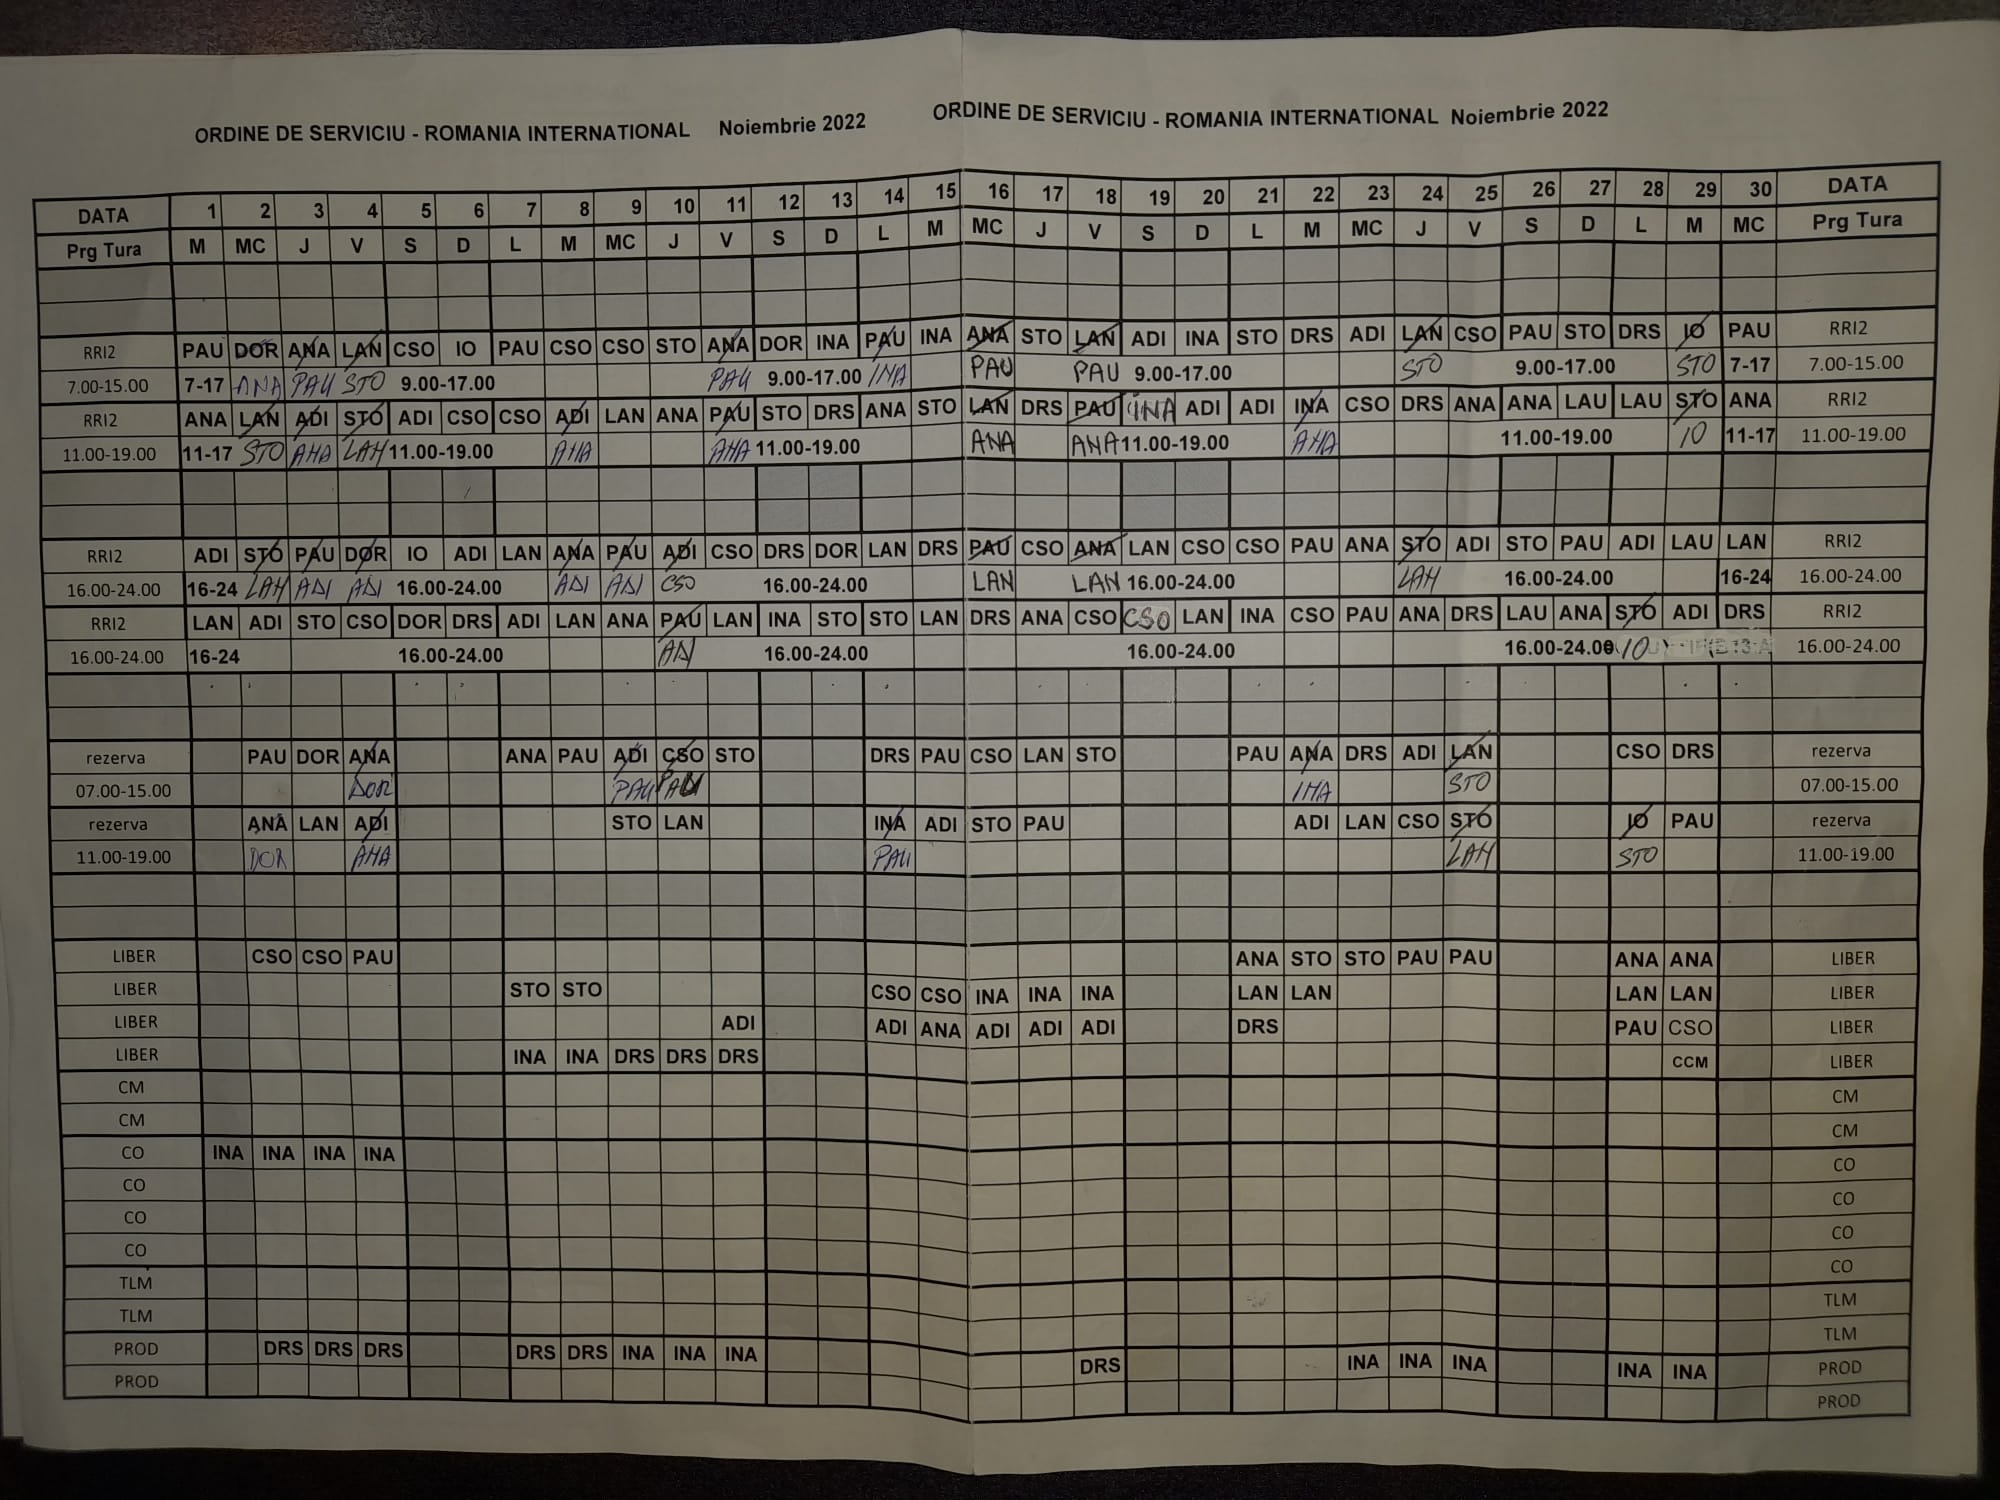 ORDINE DE SERVICIU - ROMANIA INTERNATIONAL Noiembrie 2022 ORDINE DE SERVICIU - ROMANIA INTERNATIONAL Noiembrie 2022
DATA 1 2 3 4 5 6 7 8 9 10 11 12 13 14 15 16 17 18 19 20 21 22 23 24 25 26 27 28 29 30 DATA
Prg Tura M MC J V S D L M MC J V S D L M MC J V S D L M MC J V S D L M MC Prg Tura
RRI2 PAU DOR ANA LAN CSO IO PAU CSO CSO STO ANA DOR INA PAU INA ANA STO LAN ADI INA STO DRS ADI LAN CSO PAU STO DRS IO PAU RRI2
7.00-15.00 7-17 ANA PAU STO 9.00-17.00 PAU 9.00-17.00 INA PAU PAU 9.00-17.00 STO 9.00-17.00 STO 7-17 7.00-15.00
RRI2 ANA LAN ADI STO ADI CSO CSO ADI LAN ANA PAU STO DRS ANA STO LAN DRS PAU INA ADI ADI INA CSO DRS ANA ANA LAU LAU STO ANA RRI2
11.00-19.00 11-17 STO ANA LAN 11.00-19.00 ANA ANA 11.00-19.00 ANA ANA 11.00-19.00 ANA 11.00-19.00 IO 11-17 11.00-19.00
RRI2 ADI STO PAU DOR IO ADI LAN ANA PAU ADI CSO DRS DOR LAN DRS PAU CSO ANA LAN CSO CSO PAU ANA STO ADI STO PAU ADI LAU LAN RRI2
16.00-24.00 16-24 LAN ADI ADI 16.00-24.00 ADI ADI CSO 16.00-24.00 LAN LAN 16.00-24.00 LAN 16.00-24.00 16-24 16.00-24.00
RRI2 LAN ADI STO CSO DOR DRS ADI LAN ANA PAU LAN INA STO STO LAN DRS ANA CSO CSO LAN INA CSO PAU ANA DRS LAU ANA STO ADI DRS RRI2
16.00-24.00 16-24 16.00-24.00 ADI 16.00-24.00 16.00-24.00 16.00-24.00 IO 16.00-24.00
rezerva PAU DOR ANA ANA PAU ADI CSO STO DRS PAU CSO LAN STO PAU ANA DRS ADI LAN CSO DRS rezerva
07.00-15.00 DOR PAU PAU INA STO 07.00-15.00
rezerva ANA LAN ADI STO LAN INA ADI STO PAU ADI LAN CSO STO IO PAU rezerva
11.00-19.00 DOR ANA PAU LAN STO 11.00-19.00
LIBER CSO CSO PAU ANA STO STO PAU PAU ANA ANA LIBER
LIBER STO STO CSO CSO INA INA INA LAN LAN LAN LAN LIBER
LIBER ADI ADI ANA ADI ADI ADI DRS PAU CSO LIBER
LIBER INA INA DRS DRS DRS CCM LIBER
CM CM
CM CM
CO INA INA INA INA CO
CO CO
CO CO
CO CO
TLM TLM
TLM TLM
PROD DRS DRS DRS DRS DRS INA INA INA DRS INA INA INA INA INA PROD
PROD PROD